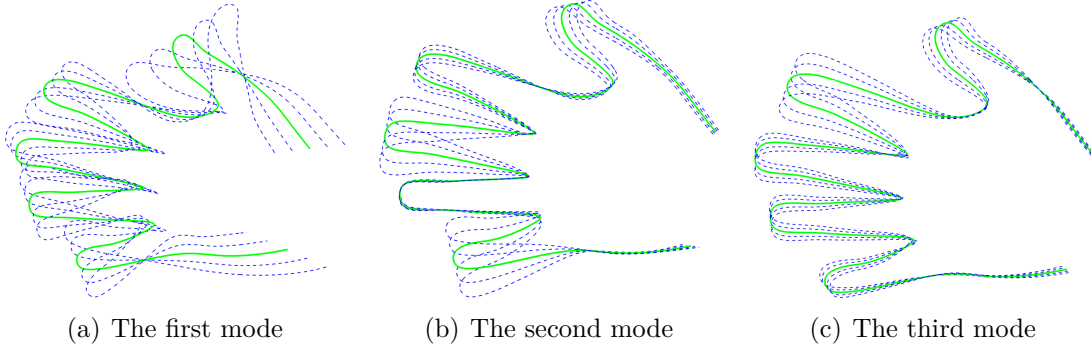 (a) The first mode
(b) The second mode
(c) The third mode